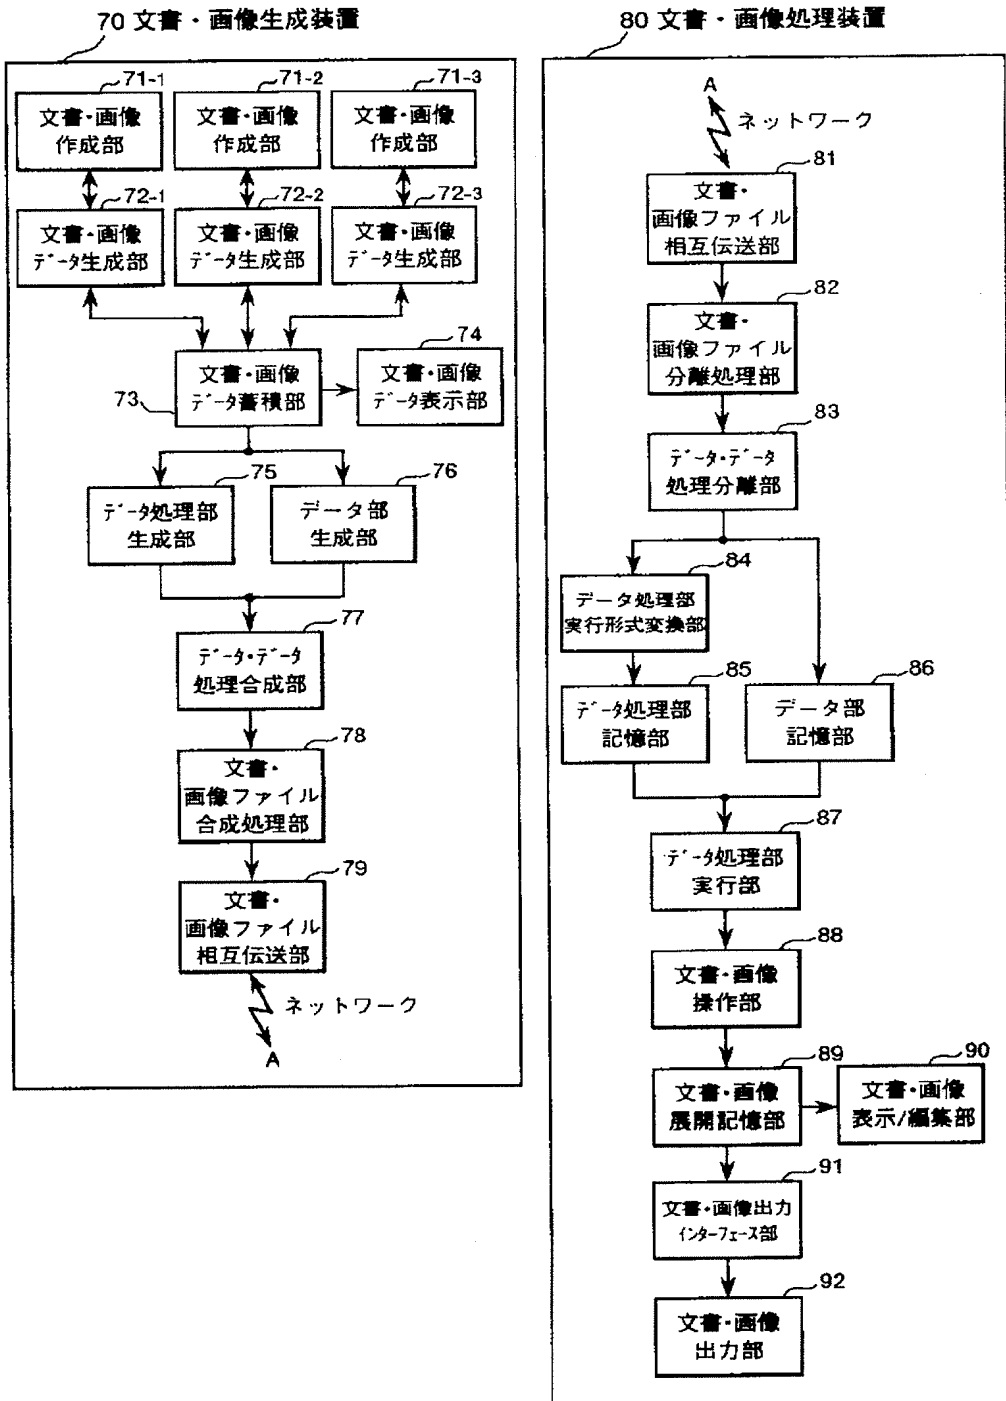 70 文書・画像生成装置
71-1
文書・画像
作成部
71-2
文書・画像
作成部
71-3
文書・画像
作成部
72-1
文書・画像
データ生成部
72-2
文書・画像
データ生成部
72-3
文書・画像
データ生成部
73
文書・画像
データ蓄積部
74
文書・画像
データ表示部
75
データ処理部
生成部
76
データ部
生成部
77
データ・データ
処理合成部
78
文書・
画像ファイル
合成処理部
79
文書・
画像ファイル
相互伝送部
ネットワーク
A
80 文書・画像処理装置
A
ネットワーク
81
文書・
画像ファイル
相互伝送部
82
文書・
画像ファイル
分離処理部
83
データ・データ
処理分離部
84
データ処理部
実行形式変換部
85
データ処理部
記憶部
86
データ部
記憶部
87
データ処理部
実行部
88
文書・画像
操作部
89
文書・画像
展開記憶部
90
文書・画像
表示/編集部
91
文書・画像出力
インターフェース部
92
文書・画像
出力部